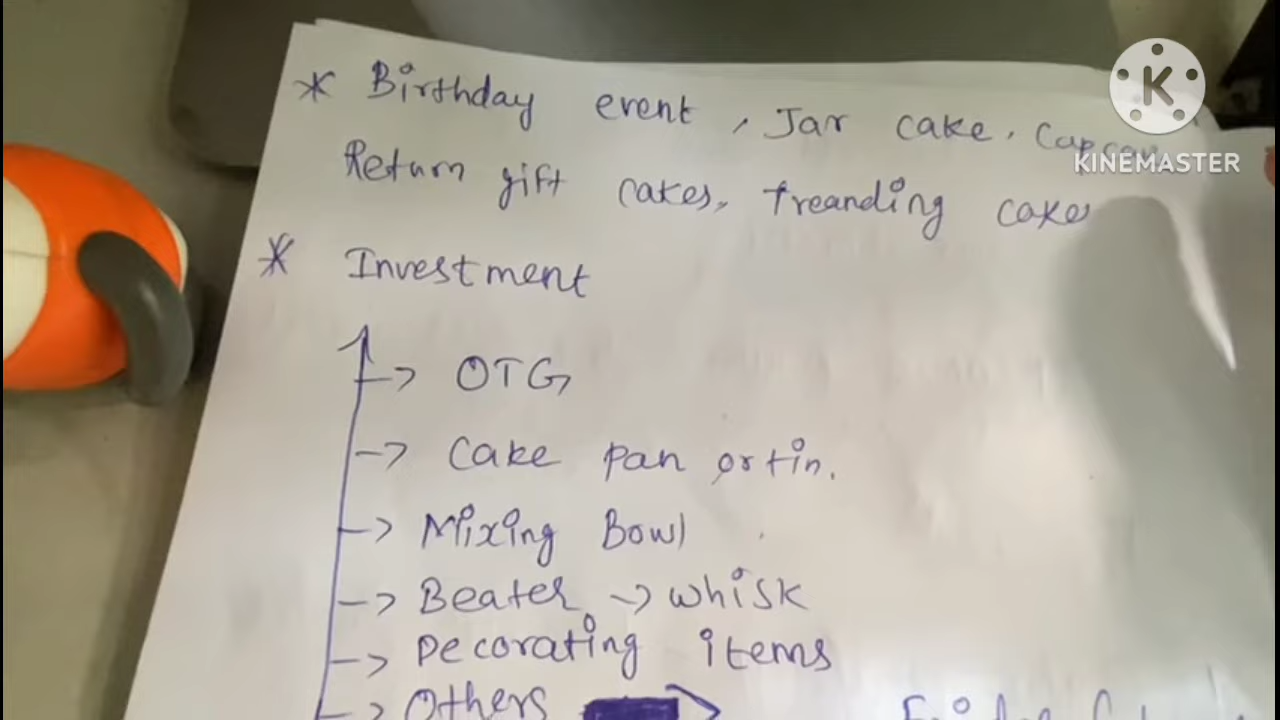 * Birthday event, Jar cake,
Return gift cakes, treanding cakes
* Investment
-> OTG
-> Cake pan or tin.
-> Mixing Bowl
-> Beater -> whisk
-> Decorating items
-> Others
KINEMASTER